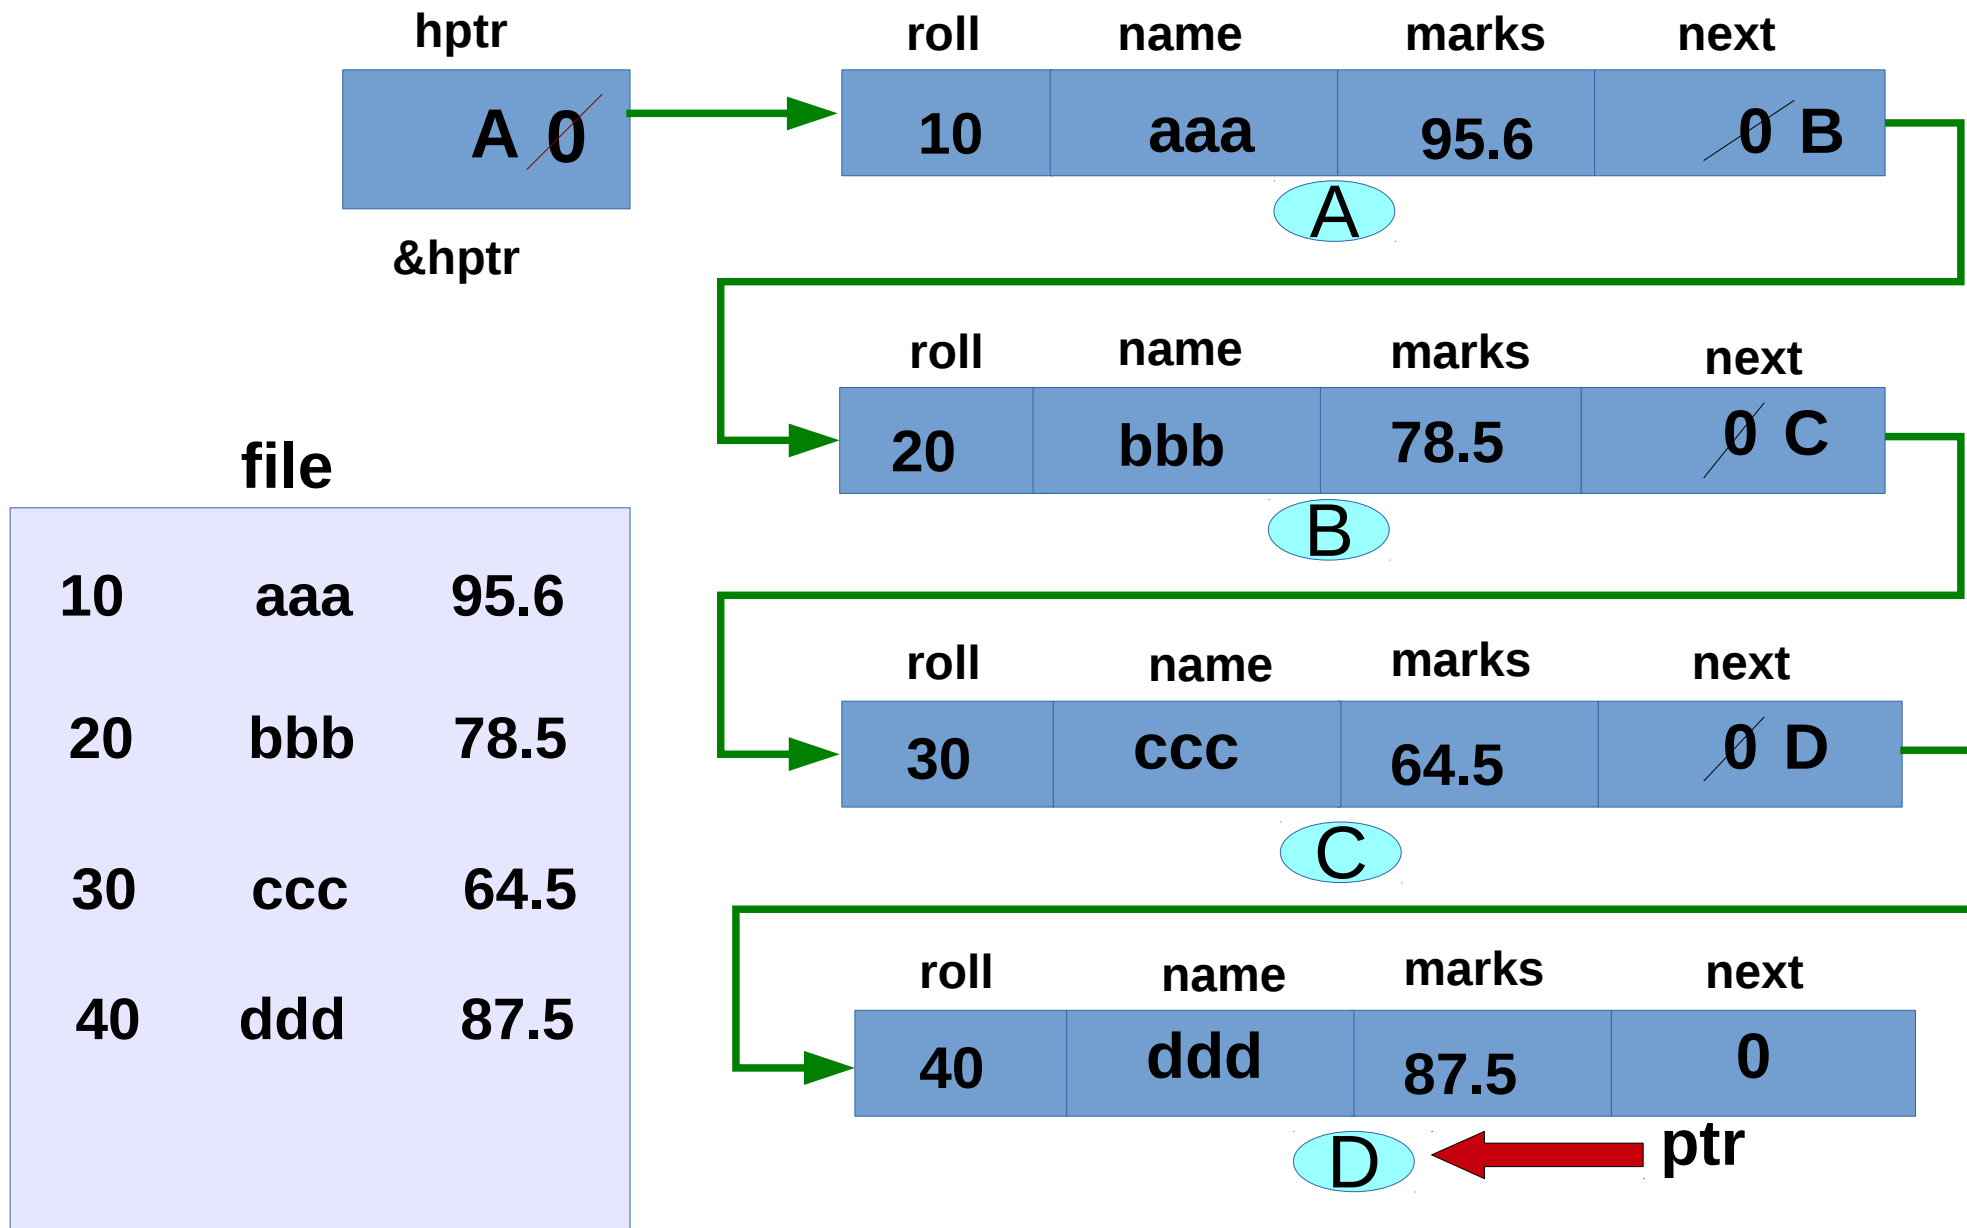 hptr
A 0
&hptr
roll name marks next
10 aaa 95.6 0 B
A
roll name marks next
20 bbb 78.5 0 C
B
roll name marks next
30 ccc 64.5 0 D
C
roll name marks next
40 ddd 87.5 0
D
ptr
file
10 aaa 95.6
20 bbb 78.5
30 ccc 64.5
40 ddd 87.5